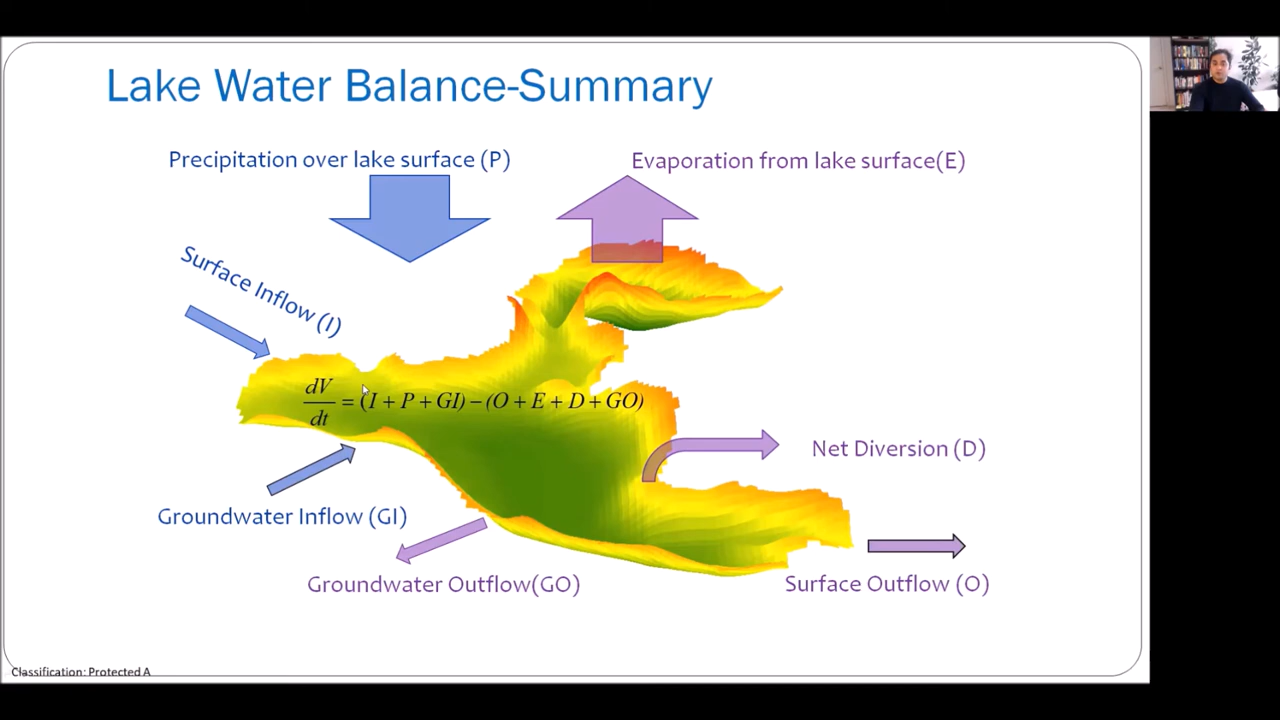 Lake Water Balance-Summary
Precipitation over lake surface (P)
Evaporation from lake surface(E)
Surface Inflow (I)
dV/dt = (I + P + GI) − (O + E + D + GO)
Net Diversion (D)
Groundwater Inflow (GI)
Groundwater Outflow(GO)
Surface Outflow (O)
Classification: Protected A